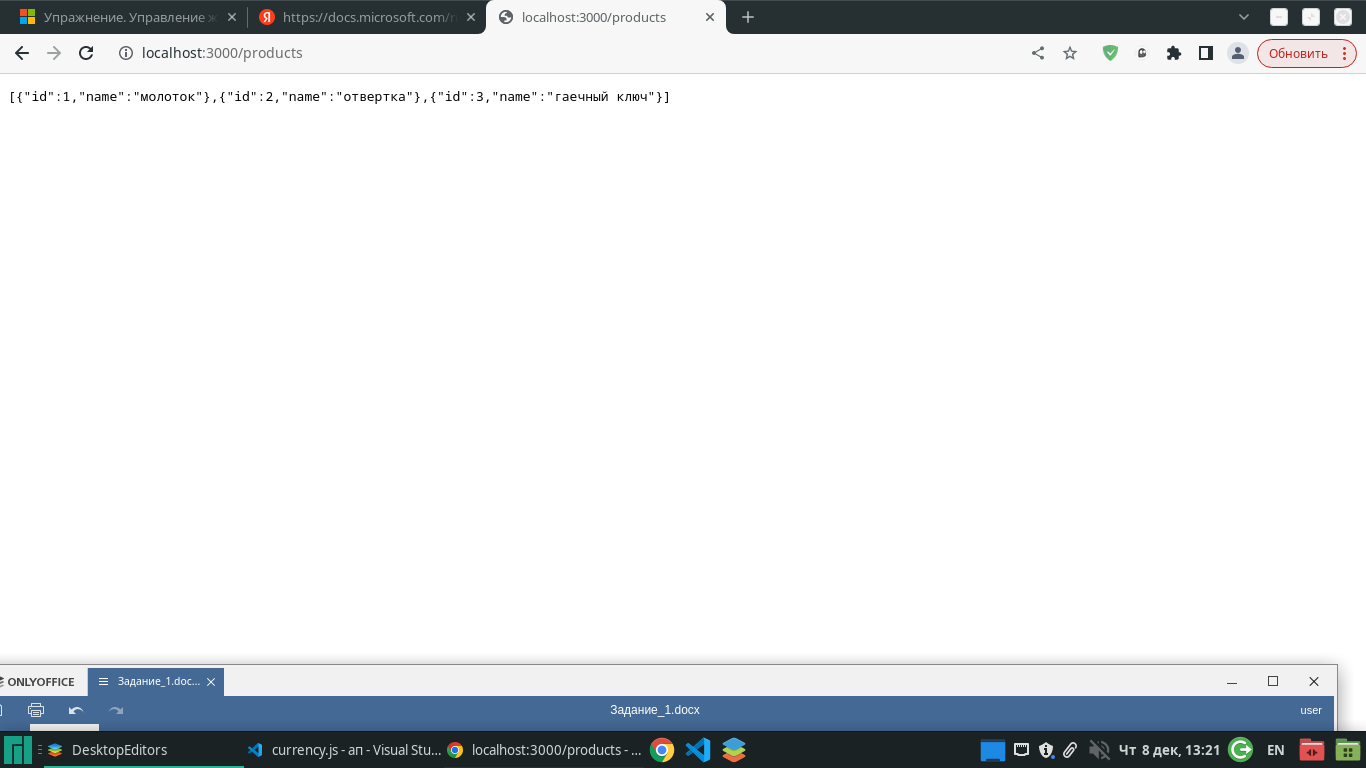 Упражнение. Управление ж
https://docs.microsoft.com/r
localhost:3000/products
localhost:3000/products
Обновить
[{"id":1,"name":"молоток"},{"id":2,"name":"отвертка"},{"id":3,"name":"гаечный ключ"}]
ONLYOFFICE
Задание_1.doc...
Задание_1.docx
user
DesktopEditors
currency.js - ап - Visual Stu...
localhost:3000/products - ...
Чт 8 дек, 13:21
EN